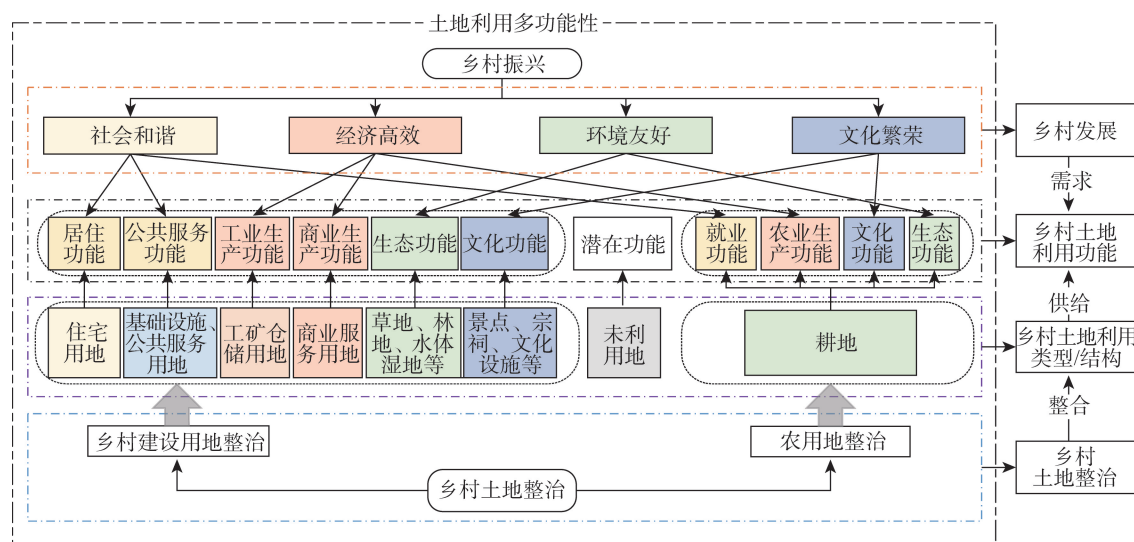 土地利用多功能性
乡村振兴
社会和谐
经济高效
环境友好
文化繁荣
乡村发展
需求
居住
功能
公共服务
功能
工业生
产功能
商业生
产功能
生态功能
文化功能
潜在功能
就业
功能
农业生
产功能
文化
功能
生态
功能
乡村土地
利用功能
供给
住宅
用地
基础设施、
公共服务
用地
工矿仓
储用地
商业服
务用地
草地、林
地、水体
湿地等
景点、宗
祠、文化
设施等
未利
用地
耕地
乡村土地利用
类型/结构
整合
乡村建设用地整治
农用地整治
乡村土地整治
乡村
土地整治